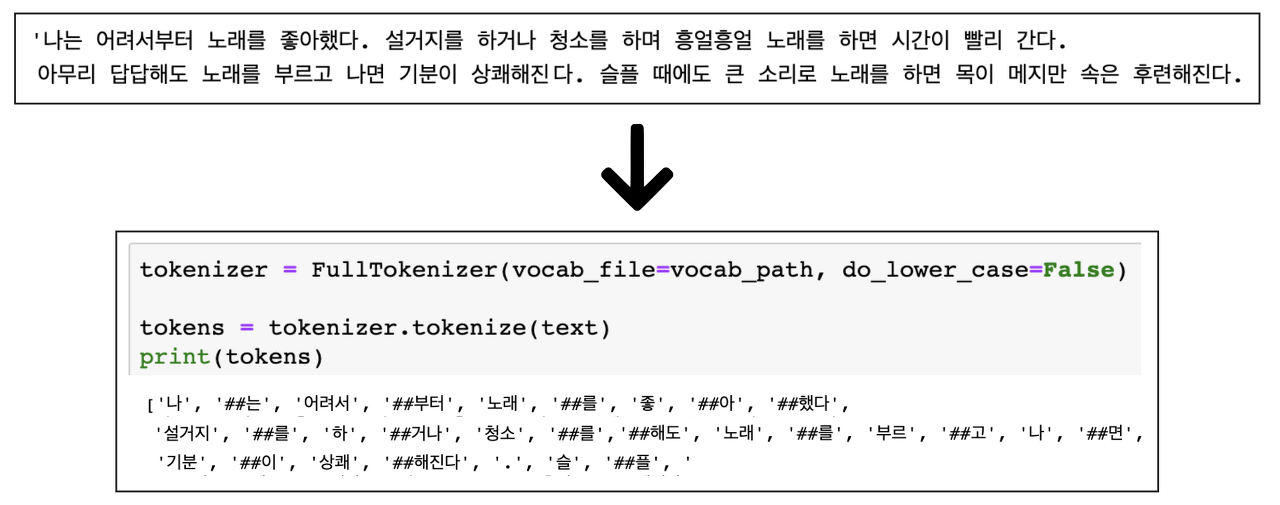 '나는 어려서부터 노래를 좋아했다. 설거지를 하거나 청소를 하며 흥얼흥얼 노래를 하면 시간이 빨리 간다.
아무리 답답해도 노래를 부르고 나면 기분이 상쾌해진다. 슬플 때에도 큰 소리로 노래를 하면 목이 메지만 속은 후련해진다.
tokenizer = FullTokenizer(vocab_file=vocab_path, do_lower_case=False)
tokens = tokenizer.tokenize(text)
print(tokens)
['나', '##는', '어려서', '##부터', '노래', '##를', '좋', '##아', '##했다',
'설거지', '##를', '하', '##거나', '청소', '##를','##해도', '노래', '##를', '부르', '##고', '나', '##면',
'기분', '##이', '상쾌', '##해진다', '.', '슬', '##플', '